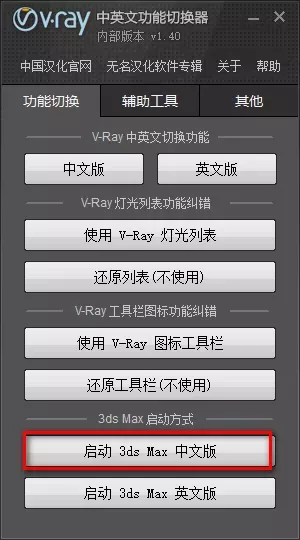 v·ray 中英文功能切换器
内部版本 v1.40
中国汉化官网 无名汉化软件专辑 关于 帮助
功能切换 辅助工具 其他
V-Ray 中英文切换功能
中文版 英文版
V-Ray 灯光列表功能纠错
使用 V-Ray 灯光列表
还原列表(不使用)
V-Ray 工具栏图标功能纠错
使用 V-Ray 图标工具栏
还原工具栏(不使用)
3ds Max 启动方式
启动 3ds Max 中文版
启动 3ds Max 英文版